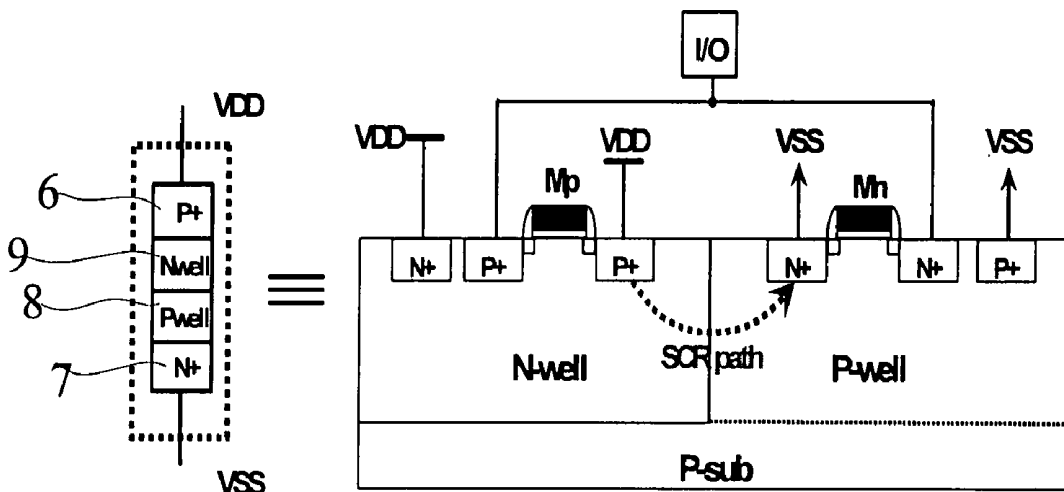 I/O
VDD
VDD
VDD
VSS
VSS
Mp
Mn
6
P+
9
Nwell
8
Pwell
7
N+
N+
P+
P+
N+
N+
P+
SCR path
N-well
P-well
P-sub
VSS